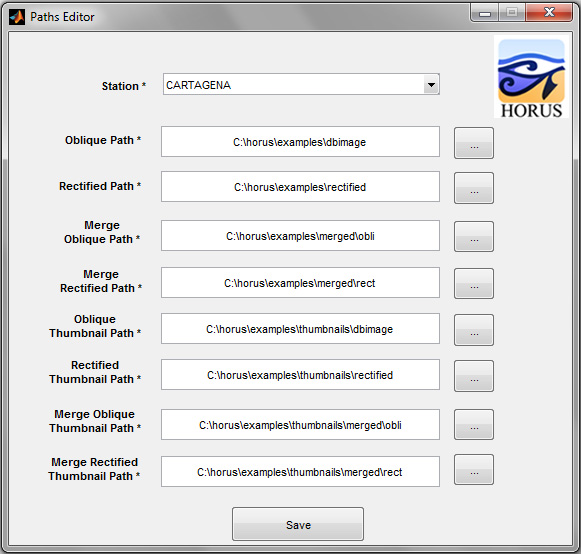 Paths Editor
HORUS
Station *
CARTAGENA
Oblique Path *
C:\horus\examples\dbimage
...
Rectified Path *
C:\horus\examples\rectified
...
Merge
Oblique Path *
C:\horus\examples\merged\obli
...
Merge
Rectified Path *
C:\horus\examples\merged\rect
...
Oblique
Thumbnail Path *
C:\horus\examples\thumbnails\dbimage
...
Rectified
Thumbnail Path *
C:\horus\examples\thumbnails\rectified
...
Merge Oblique
Thumbnail Path *
C:\horus\examples\thumbnails\merged\obli
...
Merge Rectified
Thumbnail Path *
C:\horus\examples\thumbnails\merged\rect
...
Save